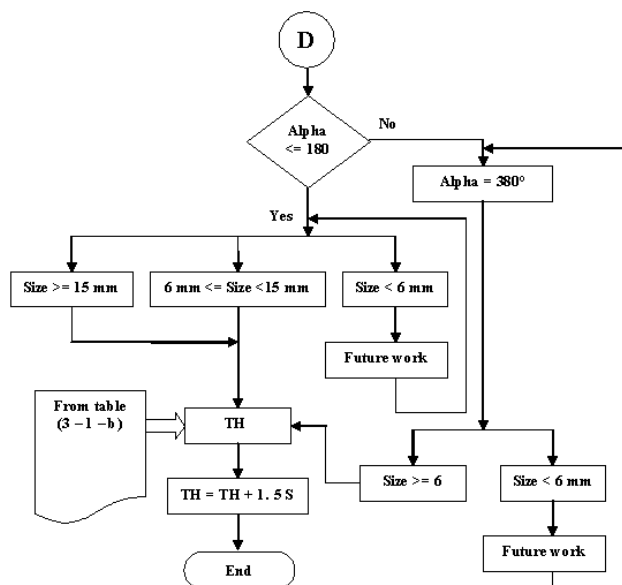 D
Alpha
<= 180
No
Alpha = 380°
Yes
Size >= 15 mm
6 mm <= Size <15 mm
Size < 6 mm
Future work
From table
(3 – 1 – b)
TH
Size >= 6
Size < 6 mm
TH = TH + 1. 5 S
Future work
End